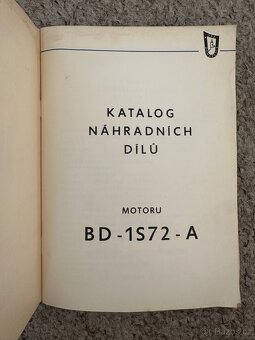 KATALOG
NÁHRADNÍCH
DÍLŮ
MOTORU
BD-1S72-A